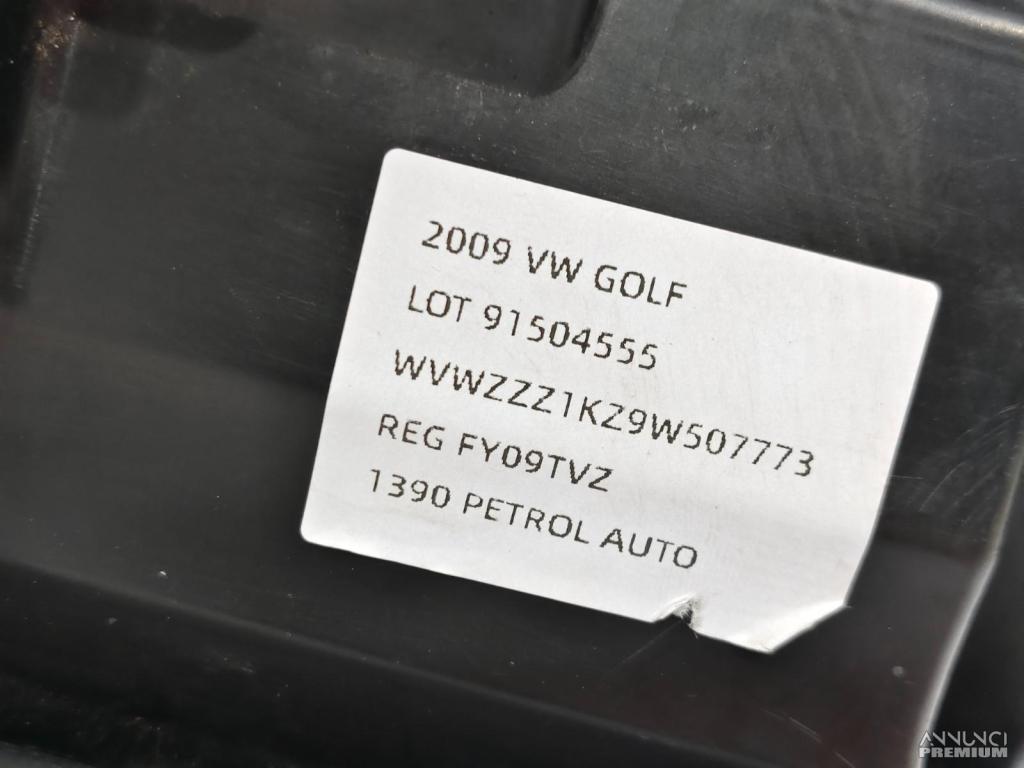 2009 VW GOLF
LOT 91504555
WVWZZZ1KZ9W507773
REG FY09TVZ
1390 PETROL AUTO
ANNUNCI
PREMIUM